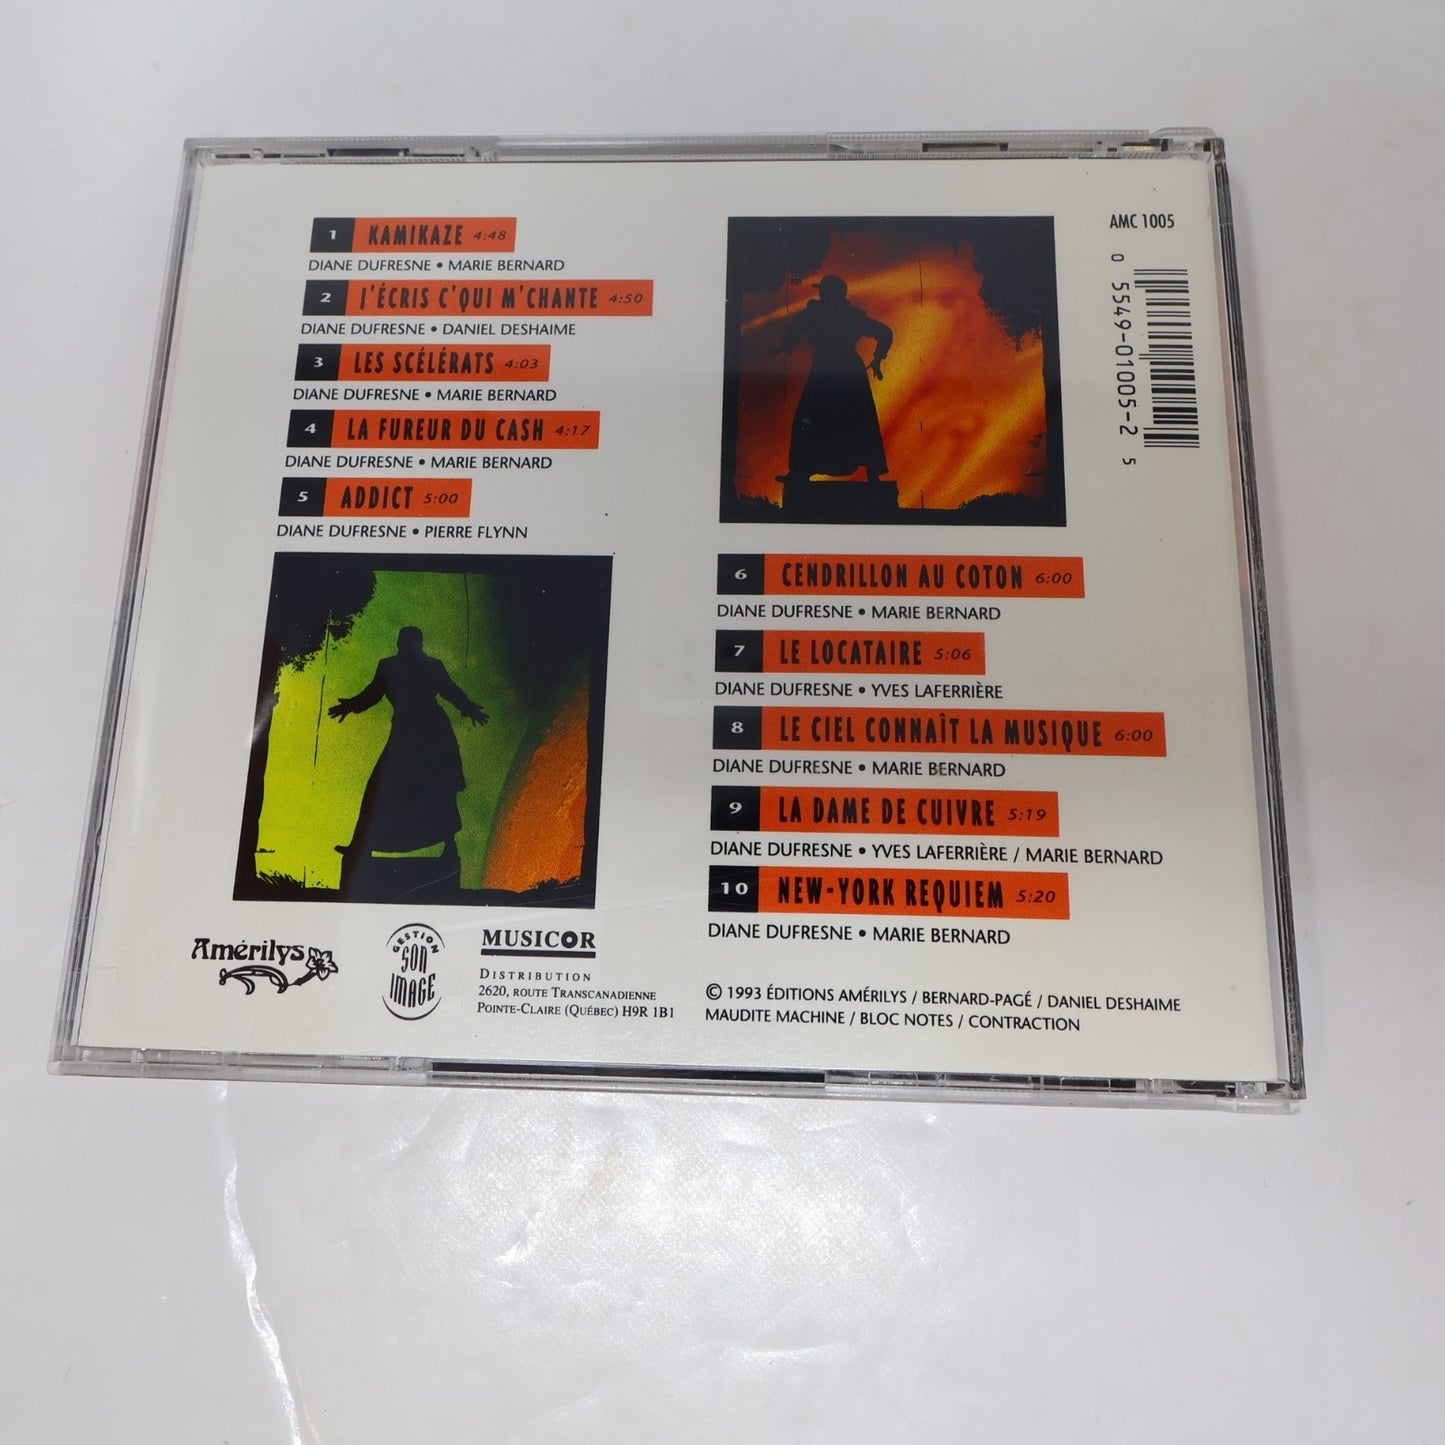 1 KAMIKAZE 4:48
DIANE DUFRESNE • MARIE BERNARD
2 J'ÉCRIS C'QUI M'CHANTE 4:50
DIANE DUFRESNE • DANIEL DESHAIME
3 LES SCÉLÉRATS 4:03
DIANE DUFRESNE • MARIE BERNARD
4 LA FUREUR DU CASH 4:17
DIANE DUFRESNE • MARIE BERNARD
5 ADDICT 5:00
DIANE DUFRESNE • PIERRE FLYNN
AMC 1005
0 5549-01005-2 5
6 CENDRILLON AU COTON 6:00
DIANE DUFRESNE • MARIE BERNARD
7 LE LOCATAIRE 5:06
DIANE DUFRESNE • YVES LAFERRIÈRE
8 LE CIEL CONNAÎT LA MUSIQUE 6:00
DIANE DUFRESNE • MARIE BERNARD
9 LA DAME DE CUIVRE 5:19
DIANE DUFRESNE • YVES LAFERRIÈRE / MARIE BERNARD
10 NEW-YORK REQUIEM 5:20
DIANE DUFRESNE • MARIE BERNARD
Amérilys
GESTION
SON
IMAGE
MUSICOR
DISTRIBUTION
2620, ROUTE TRANSCANADIENNE
POINTE-CLAIRE (QUÉBEC) H9R 1B1
© 1993 ÉDITIONS AMÉRILYS / BERNARD-PAGÉ / DANIEL DESHAIME
MAUDITE MACHINE / BLOC NOTES / CONTRACTION